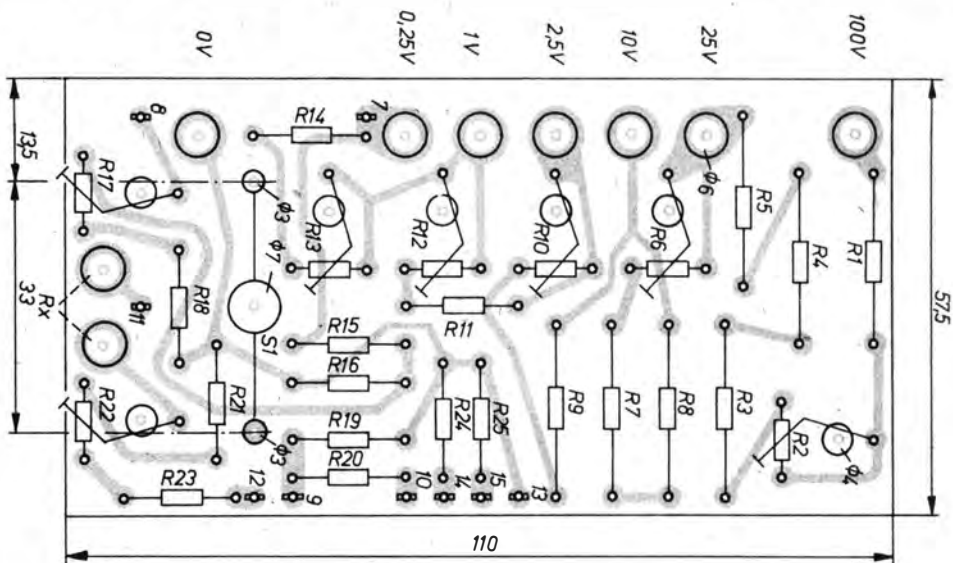 0V
0,25V
1V
2,5V
10V
25V
100V
8
R14
7
13,5
R17
φ3
φ7
R13
R12
R10
R6
φ6
R5
R4
R1
57,5
Rx
33
11
R18
S1
R11
R15
R16
R22
R21
R19
R24
R25
R9
R7
R8
R3
R2
φ4
φ3
R20
R23
12
9
10
14
15
13
110